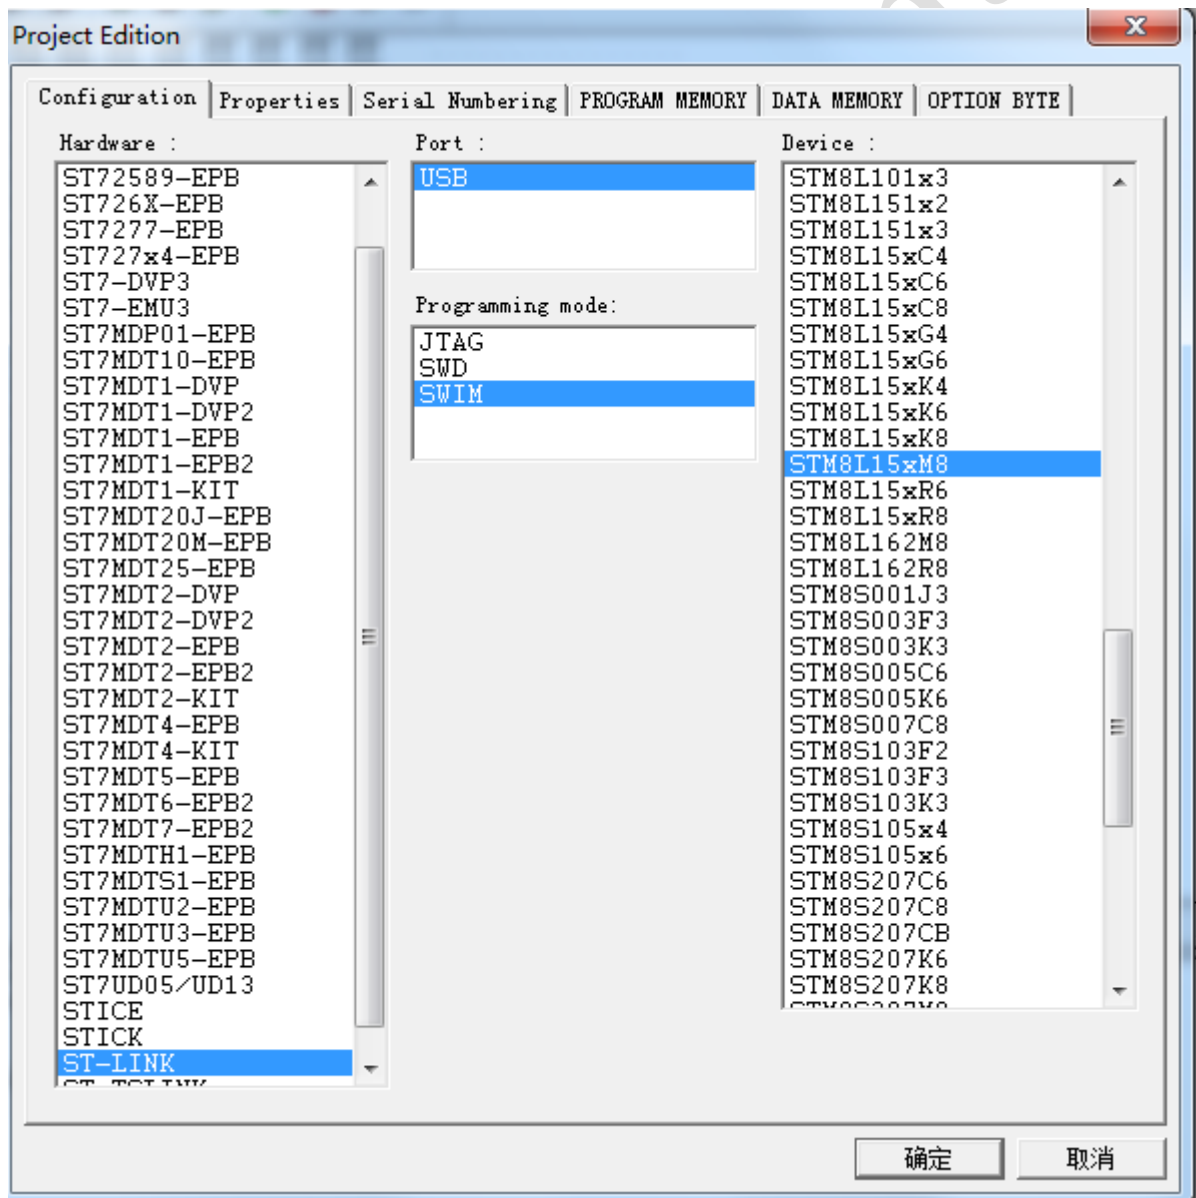 Project Edition
Configuration
Properties
Serial Numbering
PROGRAM MEMORY
DATA MEMORY
OPTION BYTE
Hardware :
ST72589-EPB
ST726X-EPB
ST7277-EPB
ST727x4-EPB
ST7-DVP3
ST7-EMU3
ST7MDP01-EPB
ST7MDT10-EPB
ST7MDT1-DVP
ST7MDT1-DVP2
ST7MDT1-EPB
ST7MDT1-EPB2
ST7MDT1-KIT
ST7MDT20J-EPB
ST7MDT20M-EPB
ST7MDT25-EPB
ST7MDT2-DVP
ST7MDT2-DVP2
ST7MDT2-EPB
ST7MDT2-EPB2
ST7MDT2-KIT
ST7MDT4-EPB
ST7MDT4-KIT
ST7MDT5-EPB
ST7MDT6-EPB2
ST7MDT7-EPB2
ST7MDTH1-EPB
ST7MDTS1-EPB
ST7MDTU2-EPB
ST7MDTU3-EPB
ST7MDTU5-EPB
ST7UD05/UD13
STICE
STICK
ST-LINK
Port :
USB
Programming mode:
JTAG
SWD
SWIM
Device :
STM8L101x3
STM8L151x2
STM8L151x3
STM8L15xC4
STM8L15xC6
STM8L15xC8
STM8L15xG4
STM8L15xG6
STM8L15xK4
STM8L15xK6
STM8L15xK8
STM8L15xM8
STM8L15xR6
STM8L15xR8
STM8L162M8
STM8L162R8
STM8S001J3
STM8S003F3
STM8S003K3
STM8S005C6
STM8S005K6
STM8S007C8
STM8S103F2
STM8S103F3
STM8S103K3
STM8S105x4
STM8S105x6
STM8S207C6
STM8S207C8
STM8S207CB
STM8S207K6
STM8S207K8
确定
取消